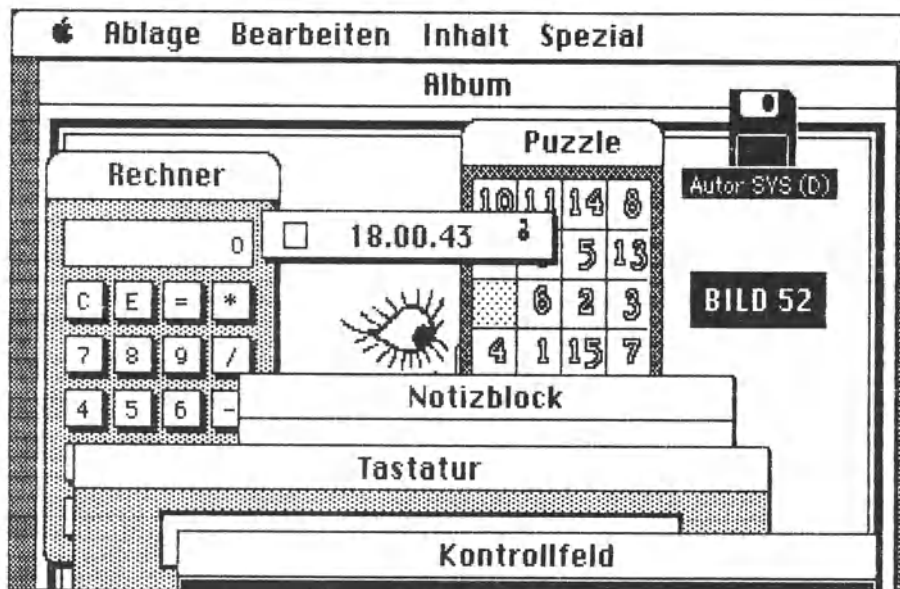 Ablage Bearbeiten Inhalt Spezial
Album
Puzzle
Rechner
Autor SYS (D)
10 11 14 8
0
18.00.43
5 13
C E = *
6 2 3
BILD 52
7 8 9 /
4 1 15 7
4 5 6 -
Notizblock
Tastatur
Kontrollfeld